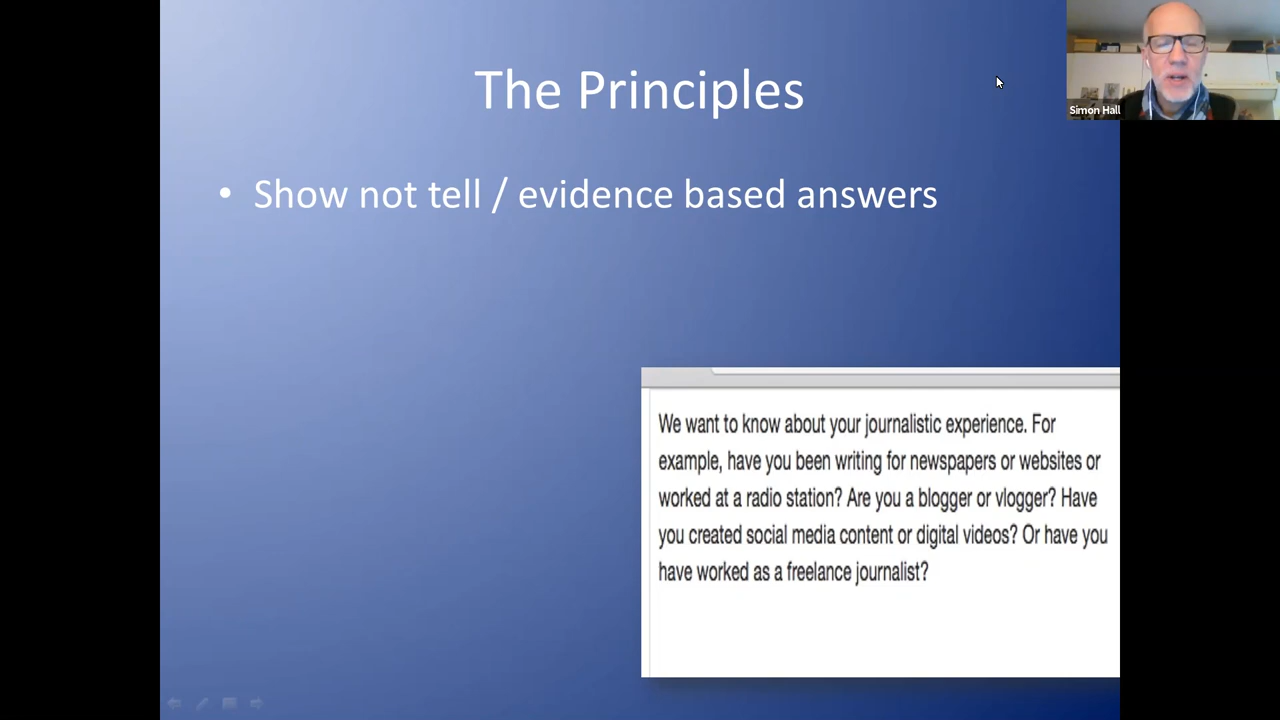 The Principles
Simon Hall
• Show not tell / evidence based answers
We want to know about your journalistic experience. For
example, have you been writing for newspapers or websites or
worked at a radio station? Are you a blogger or vlogger? Have
you created social media content or digital videos? Or have you
have worked as a freelance journalist?